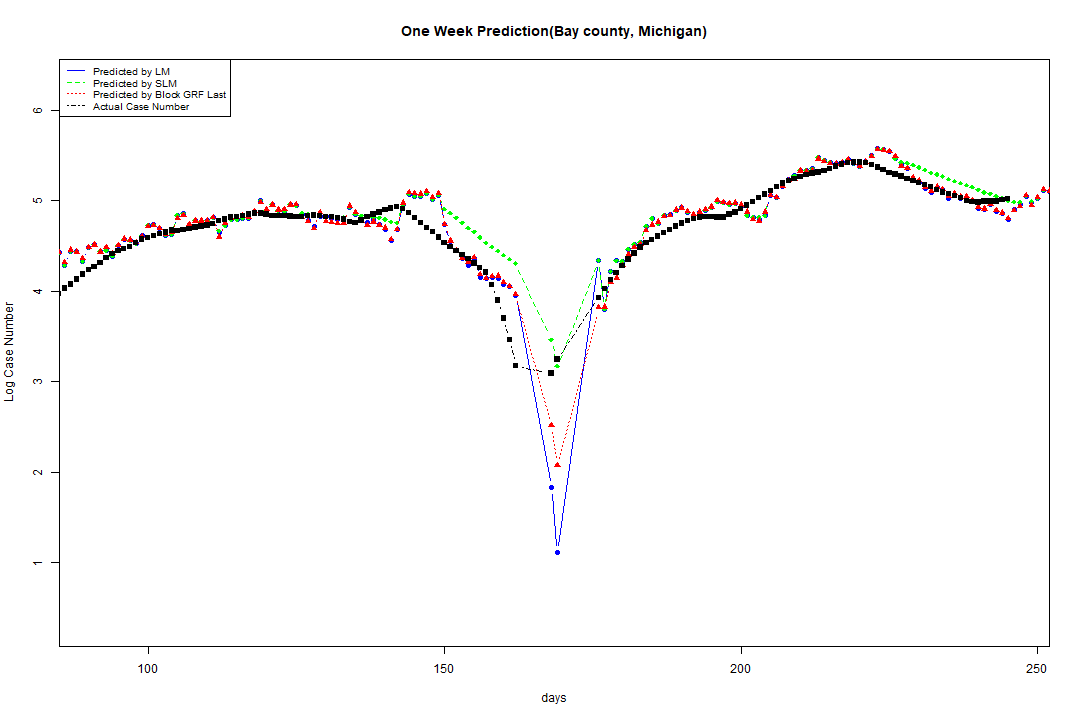 One Week Prediction(Bay county, Michigan)
Predicted by LM
Predicted by SLM
Predicted by Block GRF Last
Actual Case Number
6
5
4
3
2
1
Log Case Number
100 150 200 250
days